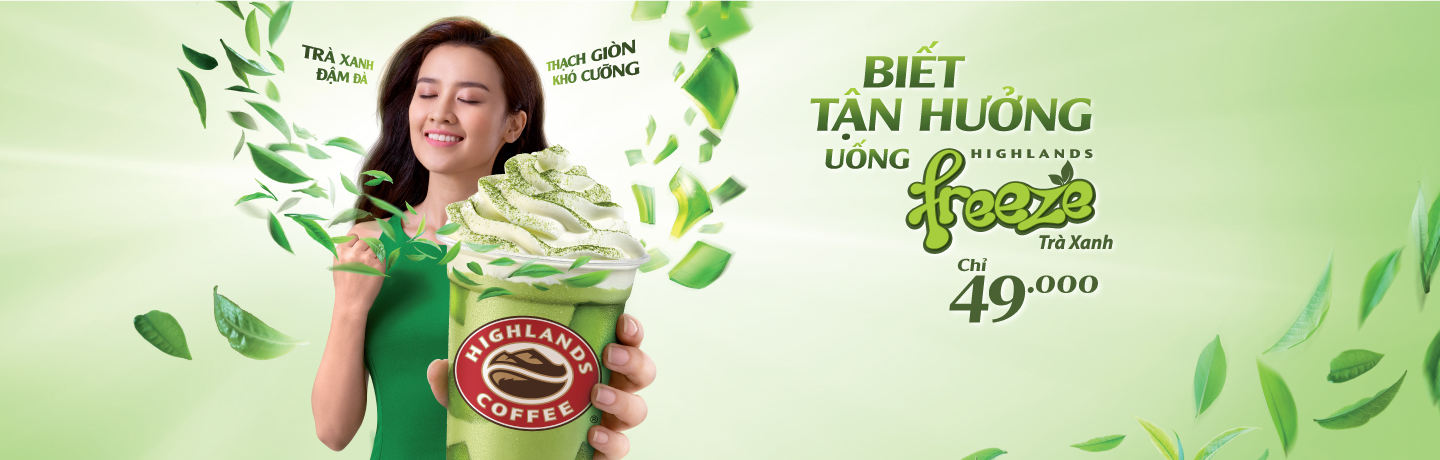 TRÀ XANH
ĐẬM ĐÀ
THẠCH GIÒN
KHÓ CƯỠNG
BIẾT
TẬN HƯỞNG
UỐNG HIGHLANDS
freeze
Trà Xanh
Chỉ
49.000
HIGHLANDS
COFFEE
®